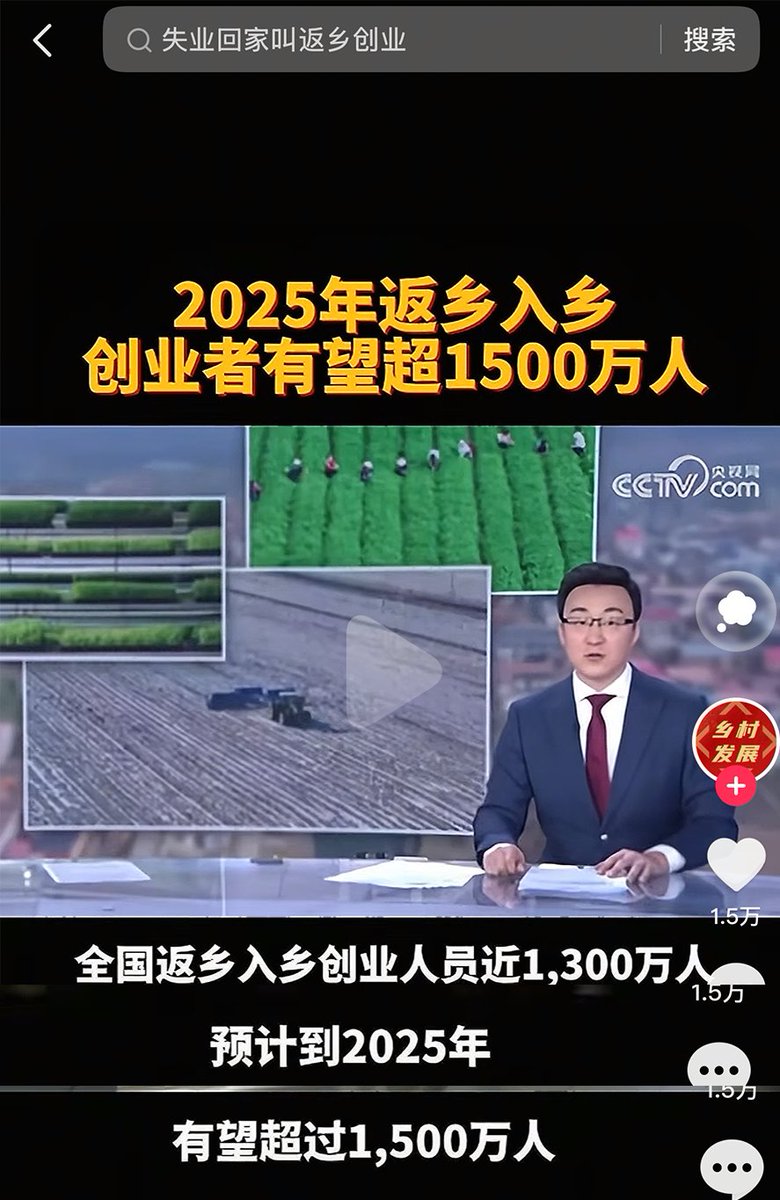 失业回家叫返乡创业
搜索
2025年返乡入乡
创业者有望超1500万人
CCTV 央视网
com
乡村
发展
1.5万
全国返乡入乡创业人员近1,300万人
1.5万
预计到2025年
1.5万
有望超过1,500万人